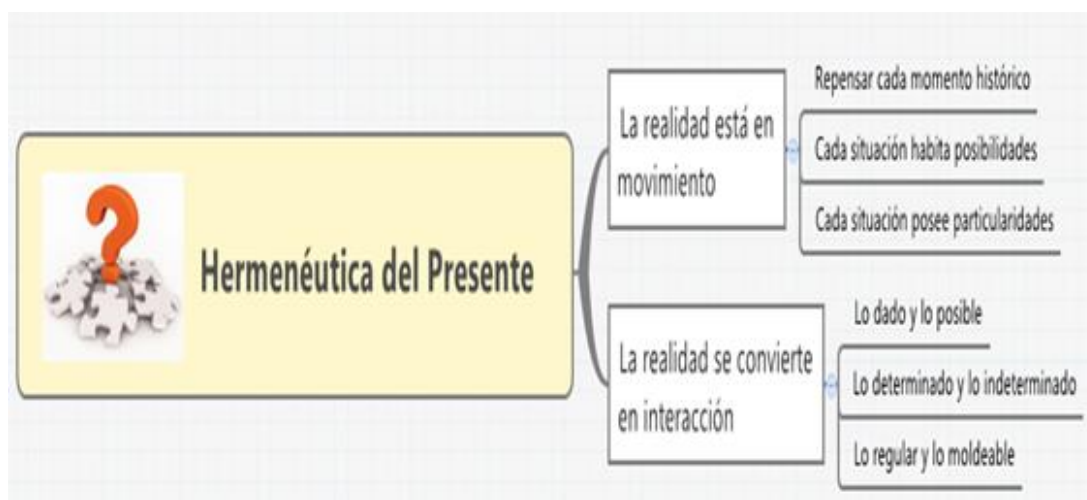 Hermenéutica del Presente
La realidad está en
movimiento
Repensar cada momento histórico
Cada situación habita posibilidades
Cada situación posee particularidades
La realidad se convierte
en interacción
Lo dado y lo posible
Lo determinado y lo indeterminado
Lo regular y lo moldeable